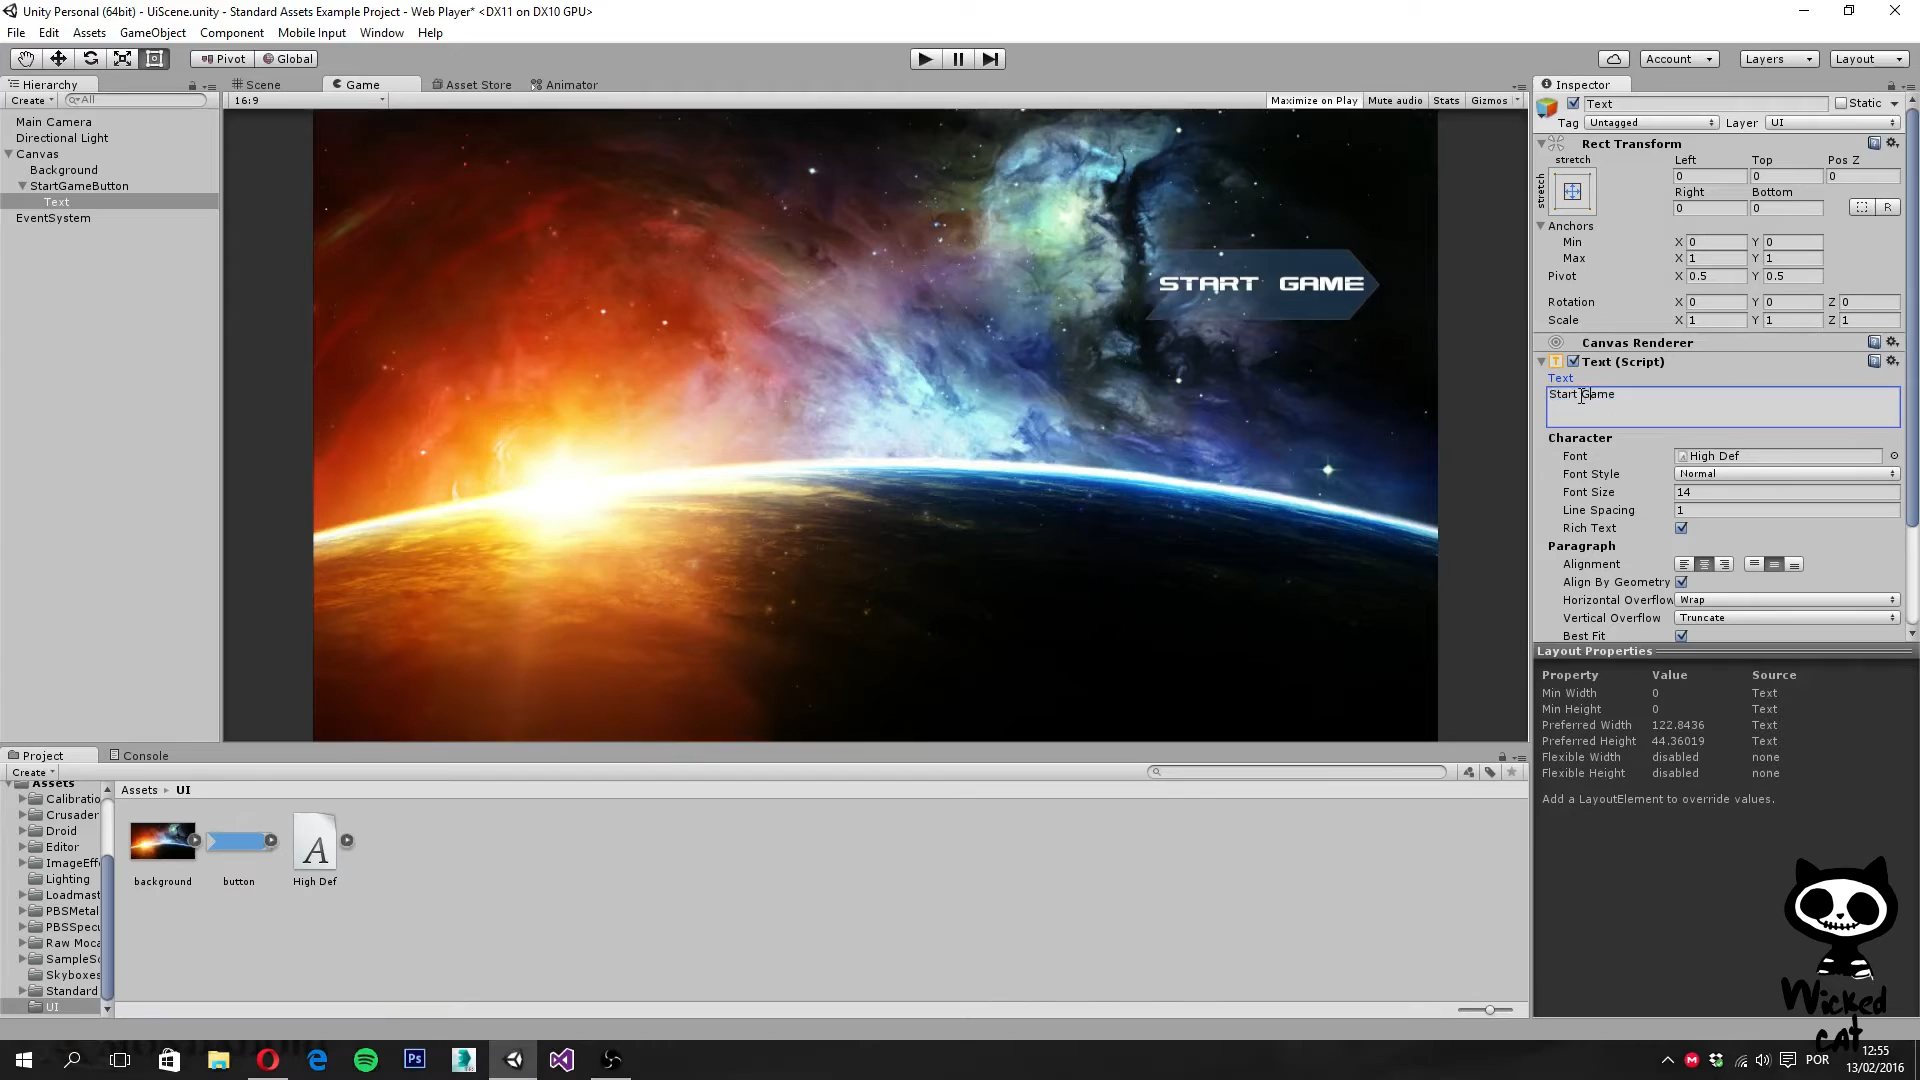 Unity Personal (64bit) - UiScene.unity - Standard Assets Example Project - Web Player* <DX11 on DX10 GPU>
File Edit Assets GameObject Component Mobile Input Window Help
Pivot Global Account Layers Layout
Hierarchy
Create All
Main Camera
Directional Light
Canvas
Background
StartGameButton
Text
EventSystem
Scene Game Asset Store Animator
16:9 Maximize on Play Mute audio Stats Gizmos
START GAME
Inspector
Text Static
Tag Untagged Layer UI
Rect Transform
stretch Left Top Pos Z
stretch
0 0 0
Right Bottom
0 0 R
Anchors
Min X 0 Y 0
Max X 1 Y 1
Pivot X 0.5 Y 0.5
Rotation X 0 Y 0 Z 0
Scale X 1 Y 1 Z 1
Canvas Renderer
Text (Script)
Text
Start Game
Character
Font High Def
Font Style Normal
Font Size 14
Line Spacing 1
Rich Text
Paragraph
Alignment
Align By Geometry
Horizontal Overflow Wrap
Vertical Overflow Truncate
Best Fit
Layout Properties
Property Value Source
Min Width 0 Text
Min Height 0 Text
Preferred Width 122.8436 Text
Preferred Height 44.36019 Text
Flexible Width disabled none
Flexible Height disabled none
Add a LayoutElement to override values.
Project Console
Create
Assets
Calibratio
Crusader
Droid
Editor
ImageEffe
Lighting
Loadmast
PBSMetal
PBSSpecu
Raw Moca
SampleSc
Skyboxes
Standard
UI
Assets UI
background button High Def
Wicked
cat
POR
12:55
13/02/2016